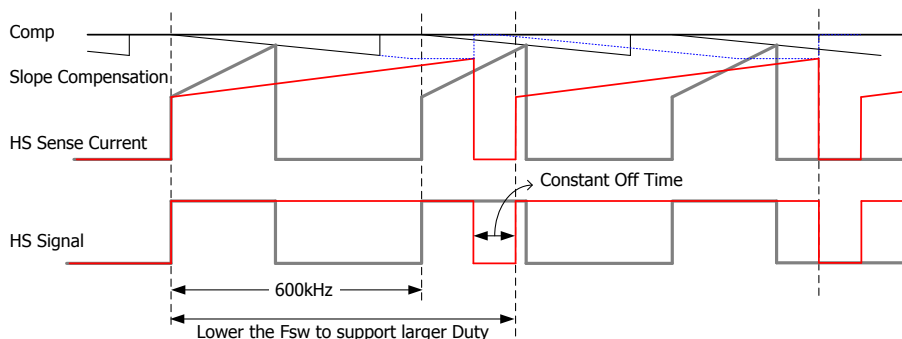 Comp
Slope Compensation
HS Sense Current
Constant Off Time
HS Signal
600kHz
Lower the Fsw to support larger Duty